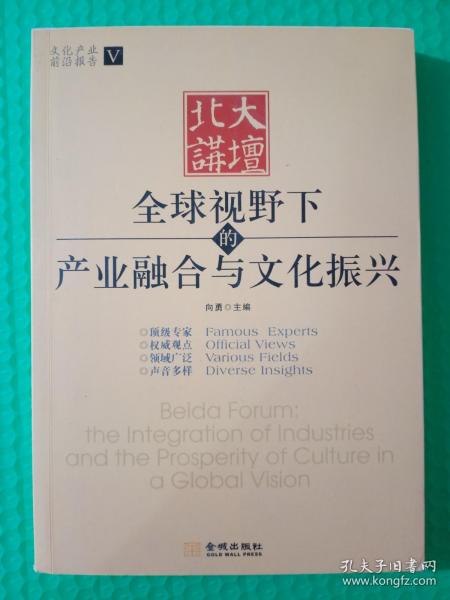 文化产业
前沿报告 V
北大
講壇
全球视野下
的
产业融合与文化振兴
向勇◎主编
◎顶级专家 Famous Experts
◎权威观点 Official Views
◎领域广泛 Various Fields
◎声音多样 Diverse Insights
Beida Forum:
the Integration of Industries
and the Prosperity of Culture in
a Global Vision
金城出版社
GOLD WALL PRESS
孔夫子旧书网
www.kongfz.com